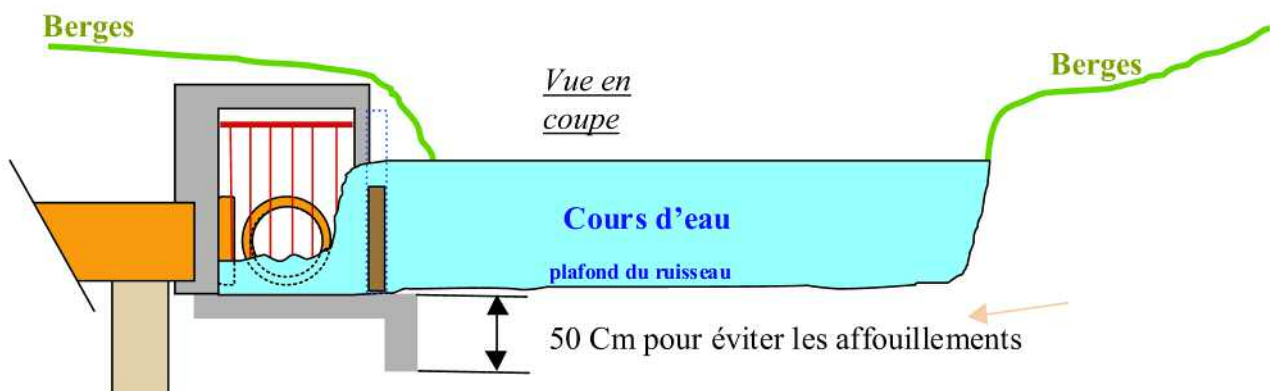 Berges
Vue en
coupe
Berges
Cours d'eau
plafond du ruisseau
50 Cm pour éviter les affouillements